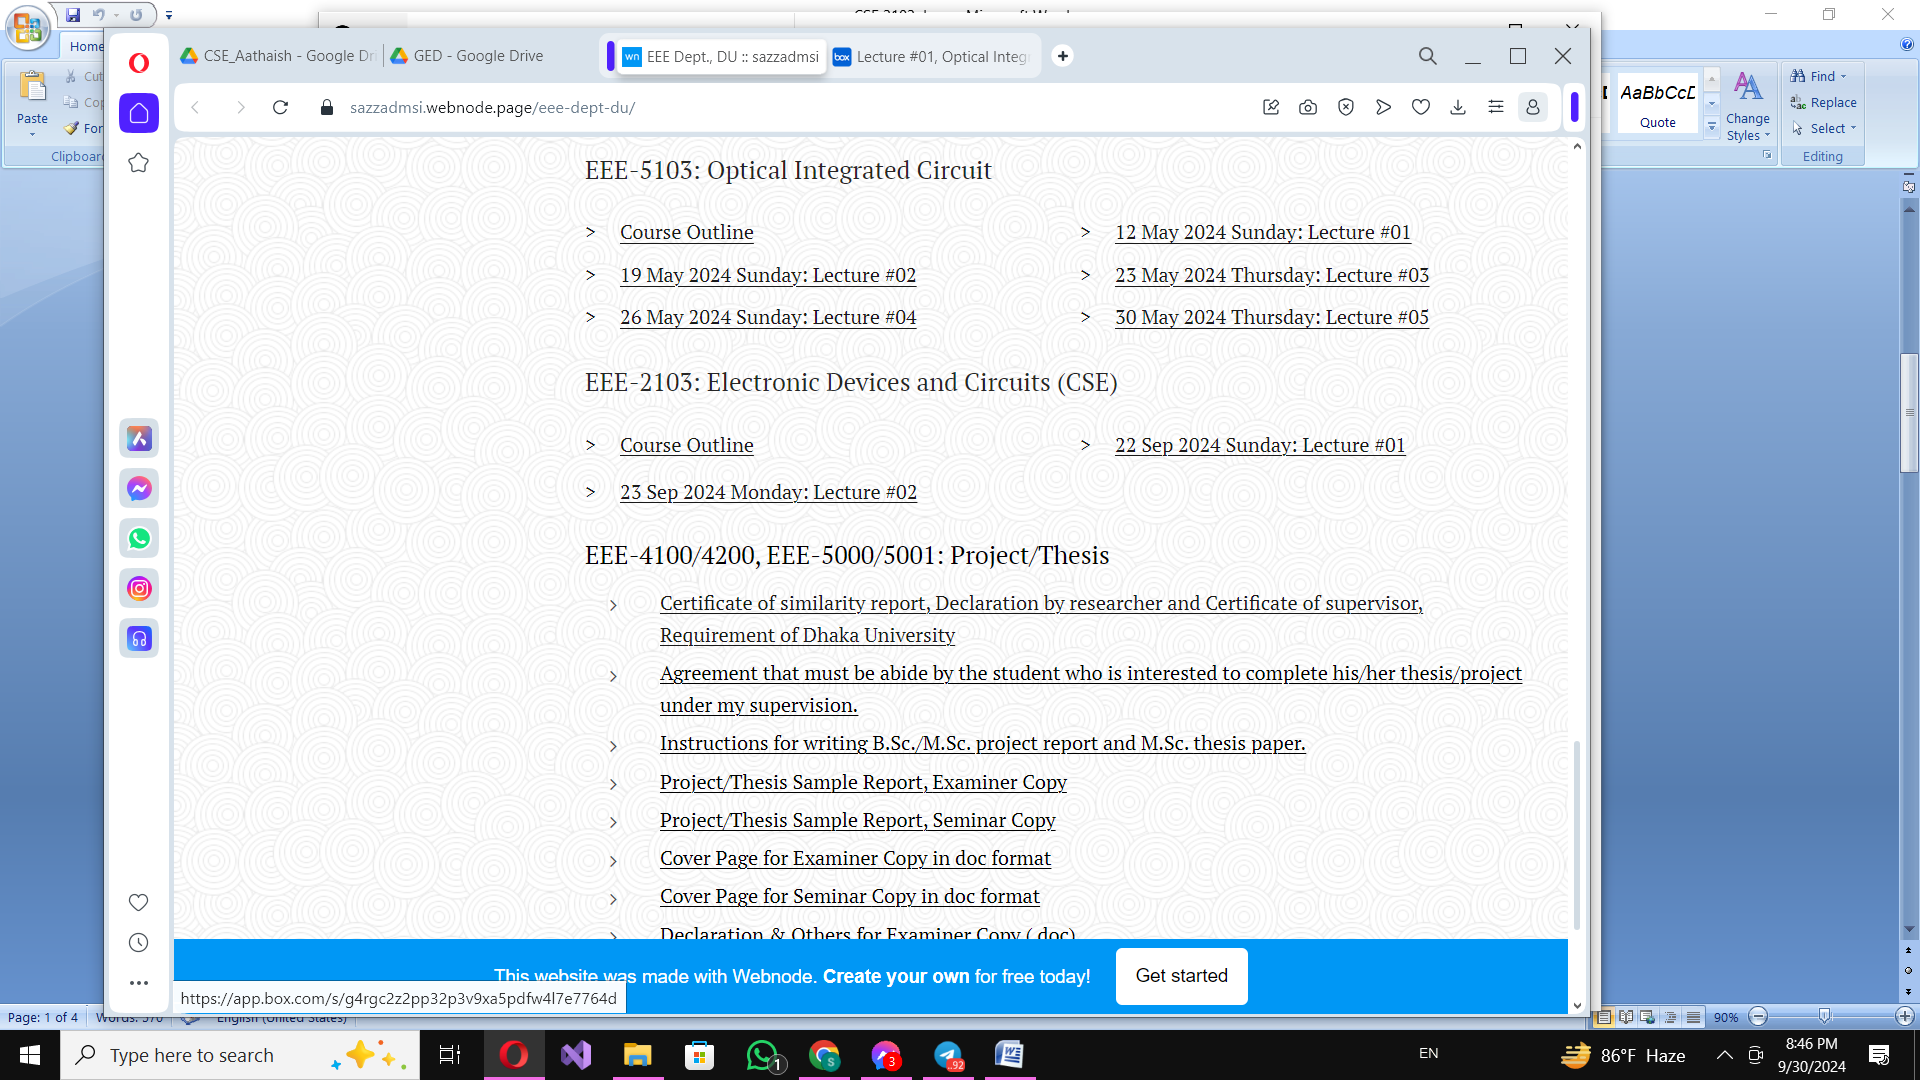 Home
Paste
Cut
Clipboard
CSE_Aathaish - Google Dri
GED - Google Drive
EEE Dept., DU :: sazzadmsi
box
Lecture #01, Optical Integ
sazzadmsi.webnode.page/eee-dept-du/
AaBbCcD
Quote
Change
Styles
Find
Replace
Select
Editing
EEE-5103: Optical Integrated Circuit
> Course Outline
> 12 May 2024 Sunday: Lecture #01
> 19 May 2024 Sunday: Lecture #02
> 23 May 2024 Thursday: Lecture #03
> 26 May 2024 Sunday: Lecture #04
> 30 May 2024 Thursday: Lecture #05
EEE-2103: Electronic Devices and Circuits (CSE)
> Course Outline
> 22 Sep 2024 Sunday: Lecture #01
> 23 Sep 2024 Monday: Lecture #02
EEE-4100/4200, EEE-5000/5001: Project/Thesis
Certificate of similarity report, Declaration by researcher and Certificate of supervisor,
Requirement of Dhaka University
Agreement that must be abide by the student who is interested to complete his/her thesis/project
under my supervision.
Instructions for writing B.Sc./M.Sc. project report and M.Sc. thesis paper.
Project/Thesis Sample Report, Examiner Copy
Project/Thesis Sample Report, Seminar Copy
Cover Page for Examiner Copy in doc format
Cover Page for Seminar Copy in doc format
Declaration & Others for Examiner Copy (.doc)
This website was made with Webnode. Create your own for free today!
Get started
https://app.box.com/s/g4rgc2z2pp32p3v9xa5pdfw4l7e7764d
Page: 1 of 4
Words: 570
English (United States)
90%
Type here to search
1
3
92
EN
86°F Haze
8:46 PM
9/30/2024